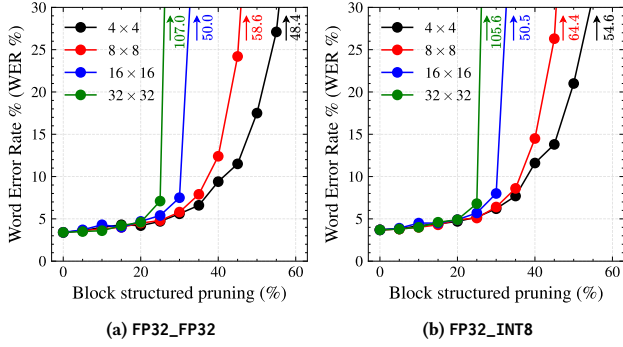 Word Error Rate % (WER %)
30
25
20
15
10
5
0
4 × 4
8 × 8
16 × 16
32 × 32
107.0
50.0
58.6
48.4
0 20 40 60
Block structured pruning (%)
(a) FP32_FP32
Word Error Rate % (WER %)
30
25
20
15
10
5
0
4 × 4
8 × 8
16 × 16
32 × 32
105.6
50.5
64.4
54.6
0 20 40 60
Block structured pruning (%)
(b) FP32_INT8